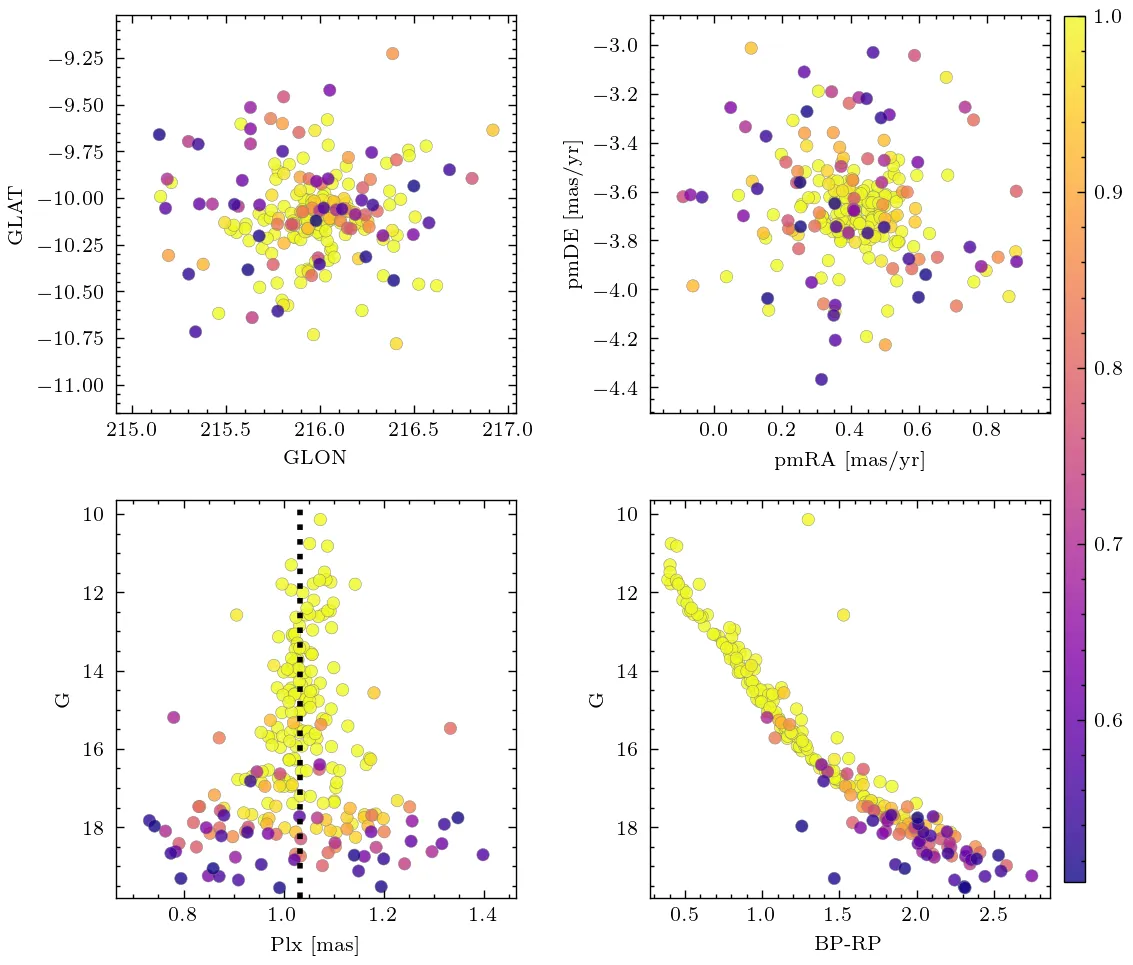 −9.25
−9.50
−9.75
−10.00
−10.25
−10.50
−10.75
−11.00
GLAT
215.0 215.5 216.0 216.5 217.0
GLON
−3.0
−3.2
−3.4
−3.6
−3.8
−4.0
−4.2
−4.4
pmDE [mas/yr]
0.0 0.2 0.4 0.6 0.8
pmRA [mas/yr]
1.0
0.9
0.8
0.7
0.6
10
12
14
16
18
G
0.8 1.0 1.2 1.4
Plx [mas]
10
12
14
16
18
G
0.5 1.0 1.5 2.0 2.5
BP-RP